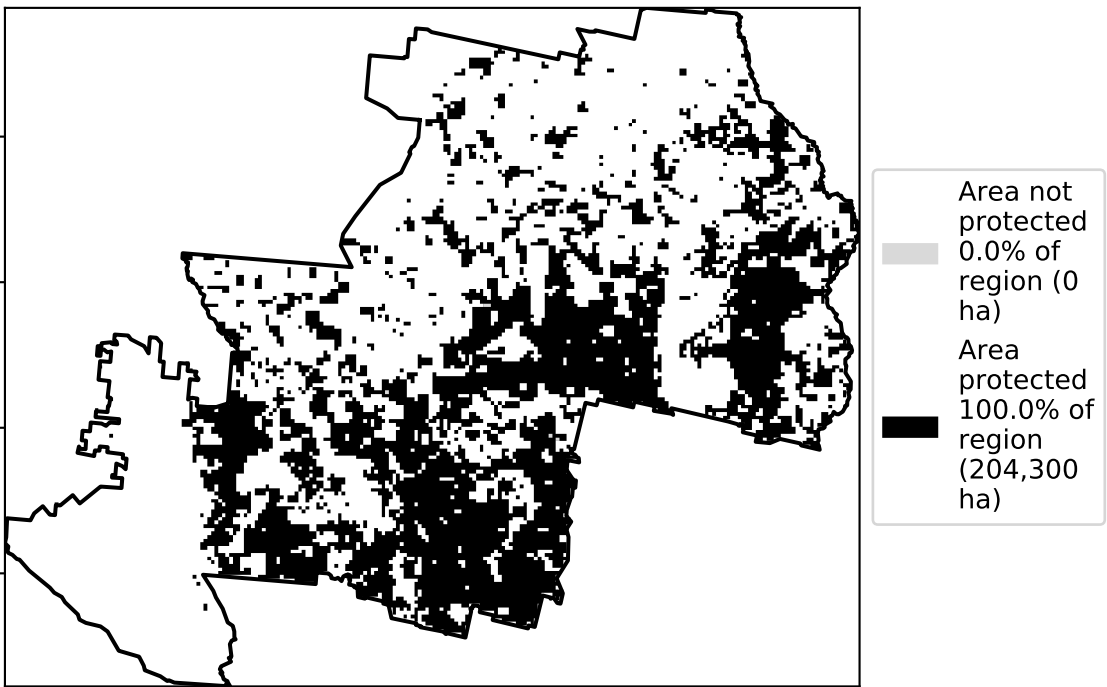 Area not
protected
0.0% of
region (0
ha)
Area
protected
100.0% of
region
(204,300
ha)